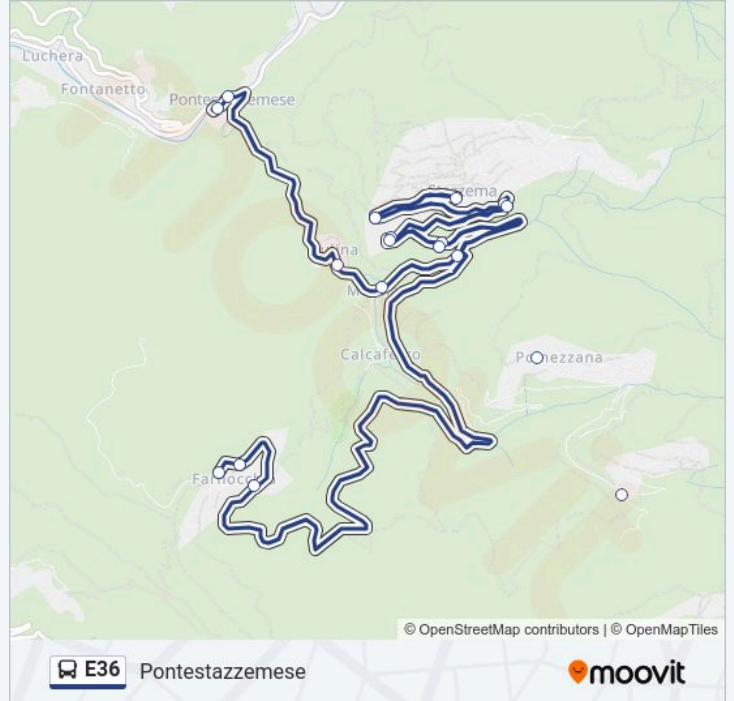 Luchera
Fontanetto
Pontestazzemese
Stazzema
Calcaferro
Pomezzana
Farnocchia
© OpenStreetMap contributors | © OpenMapTiles
E36 Pontestazzemese
moovit